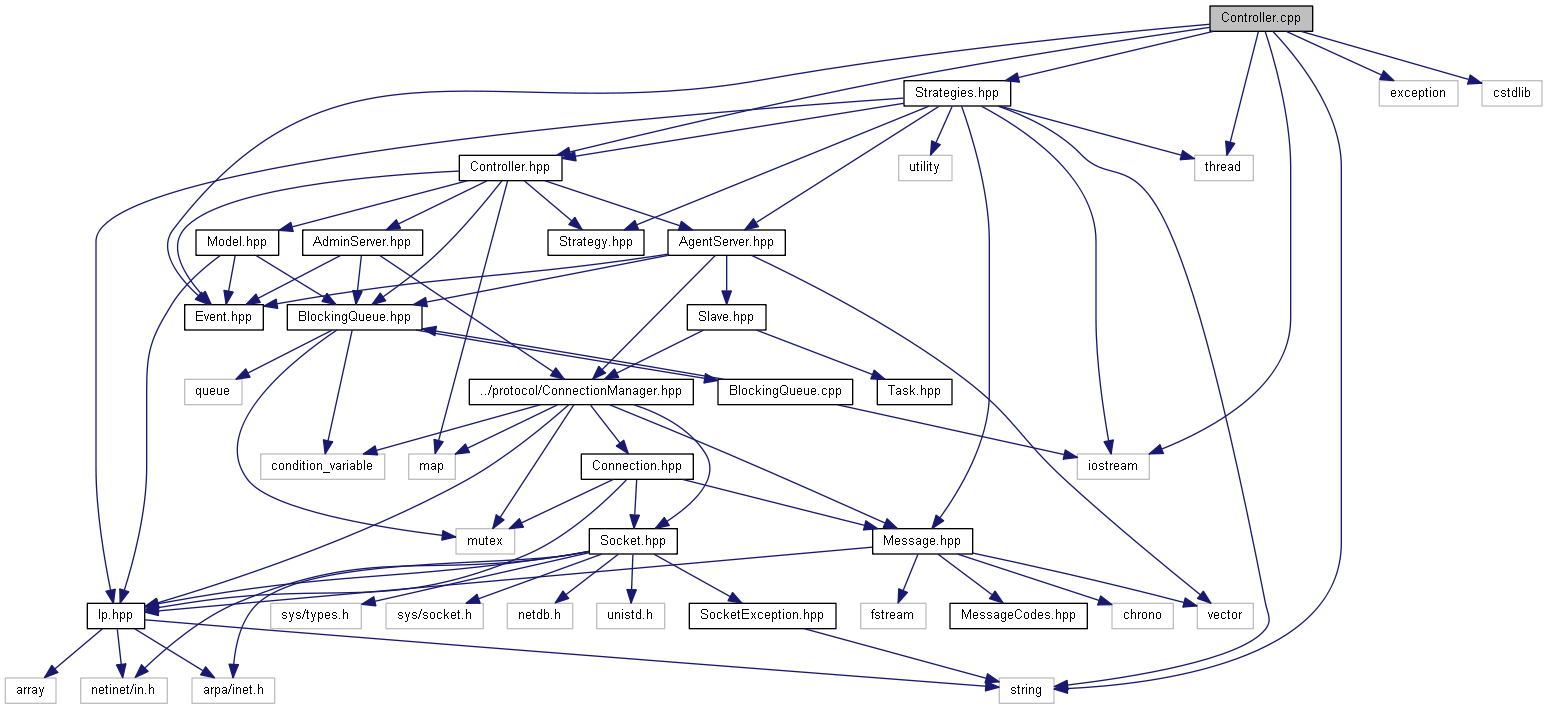 Controller.cpp
Strategies.hpp
exception
cstdlib
Controller.hpp
utility
thread
Model.hpp
AdminServer.hpp
Strategy.hpp
AgentServer.hpp
Event.hpp
BlockingQueue.hpp
Slave.hpp
queue
../protocol/ConnectionManager.hpp
BlockingQueue.cpp
Task.hpp
condition_variable
map
Connection.hpp
iostream
mutex
Socket.hpp
Message.hpp
Ip.hpp
sys/types.h
sys/socket.h
netdb.h
unistd.h
SocketException.hpp
fstream
MessageCodes.hpp
chrono
vector
array
netinet/in.h
arpa/inet.h
string